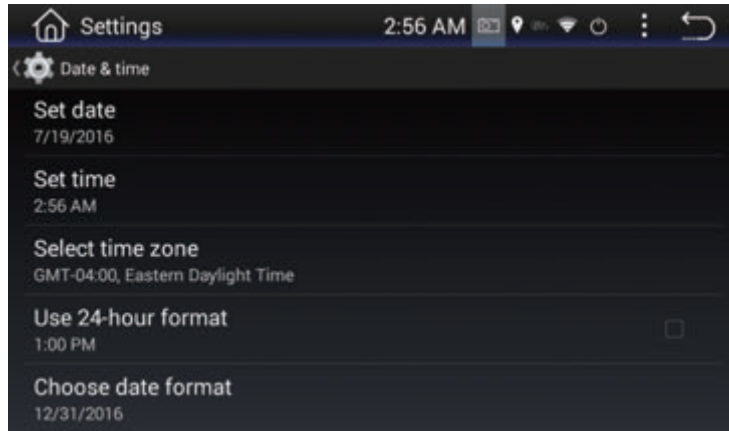 Settings 2:56 AM
Date & time
Set date
7/19/2016
Set time
2:56 AM
Select time zone
GMT-04:00, Eastern Daylight Time
Use 24-hour format
1:00 PM
Choose date format
12/31/2016